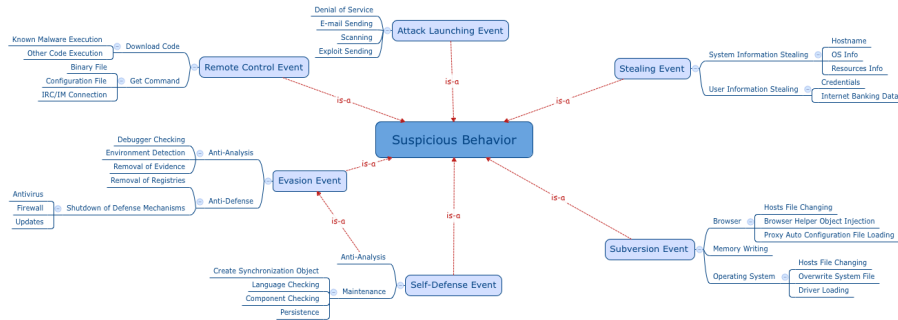 Denial of Service
E-mail Sending
Scanning
Exploit Sending
Attack Launching Event
Known Malware Execution
Other Code Execution
Download Code
Binary File
Configuration File
IRC/IM Connection
Get Command
Remote Control Event
is-a
is-a
is-a
Stealing Event
System Information Stealing
Hostname
OS Info
Resources Info
User Information Stealing
Credentials
Internet Banking Data
Suspicious Behavior
Debugger Checking
Environment Detection
Removal of Evidence
Anti-Analysis
Removal of Registries
Antivirus
Firewall
Updates
Shutdown of Defense Mechanisms
Anti-Defense
Evasion Event
is-a
is-a
is-a
is-a
Anti-Analysis
Create Synchronization Object
Language Checking
Component Checking
Persistence
Maintenance
Self-Defense Event
Subversion Event
Browser
Hosts File Changing
Browser Helper Object Injection
Proxy Auto Configuration File Loading
Memory Writing
Operating System
Hosts File Changing
Overwrite System File
Driver Loading